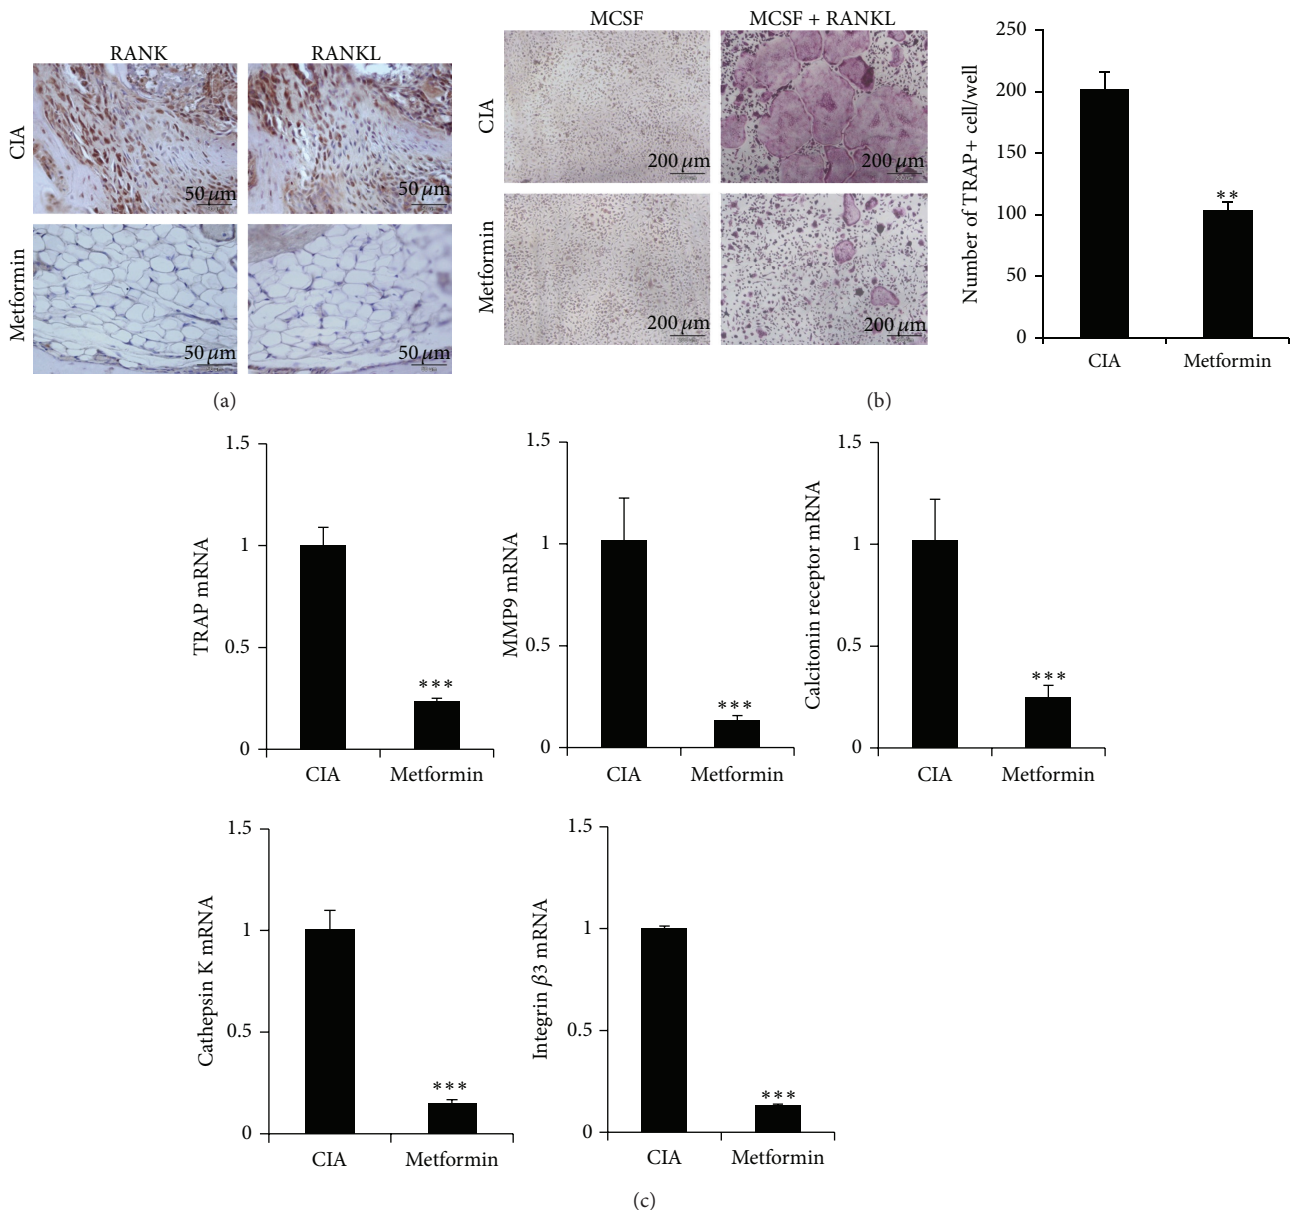 RANK RANKL
CIA
50 μm 50 μm
Metformin
50 μm 50 μm
(a)
MCSF MCSF + RANKL
CIA
200 μm 200 μm
Metformin
200 μm 200 μm
Number of TRAP+ cell/well
250
200
150
100
50
0
**
CIA Metformin
(b)
TRAP mRNA
1.5
1
0.5
0
***
CIA Metformin
MMP9 mRNA
1.5
1
0.5
0
***
CIA Metformin
Calcitonin receptor mRNA
1.5
1
0.5
0
***
CIA Metformin
Cathepsin K mRNA
1.5
1
0.5
0
***
CIA Metformin
Integrin β3 mRNA
1.5
1
0.5
0
***
CIA Metformin
(c)